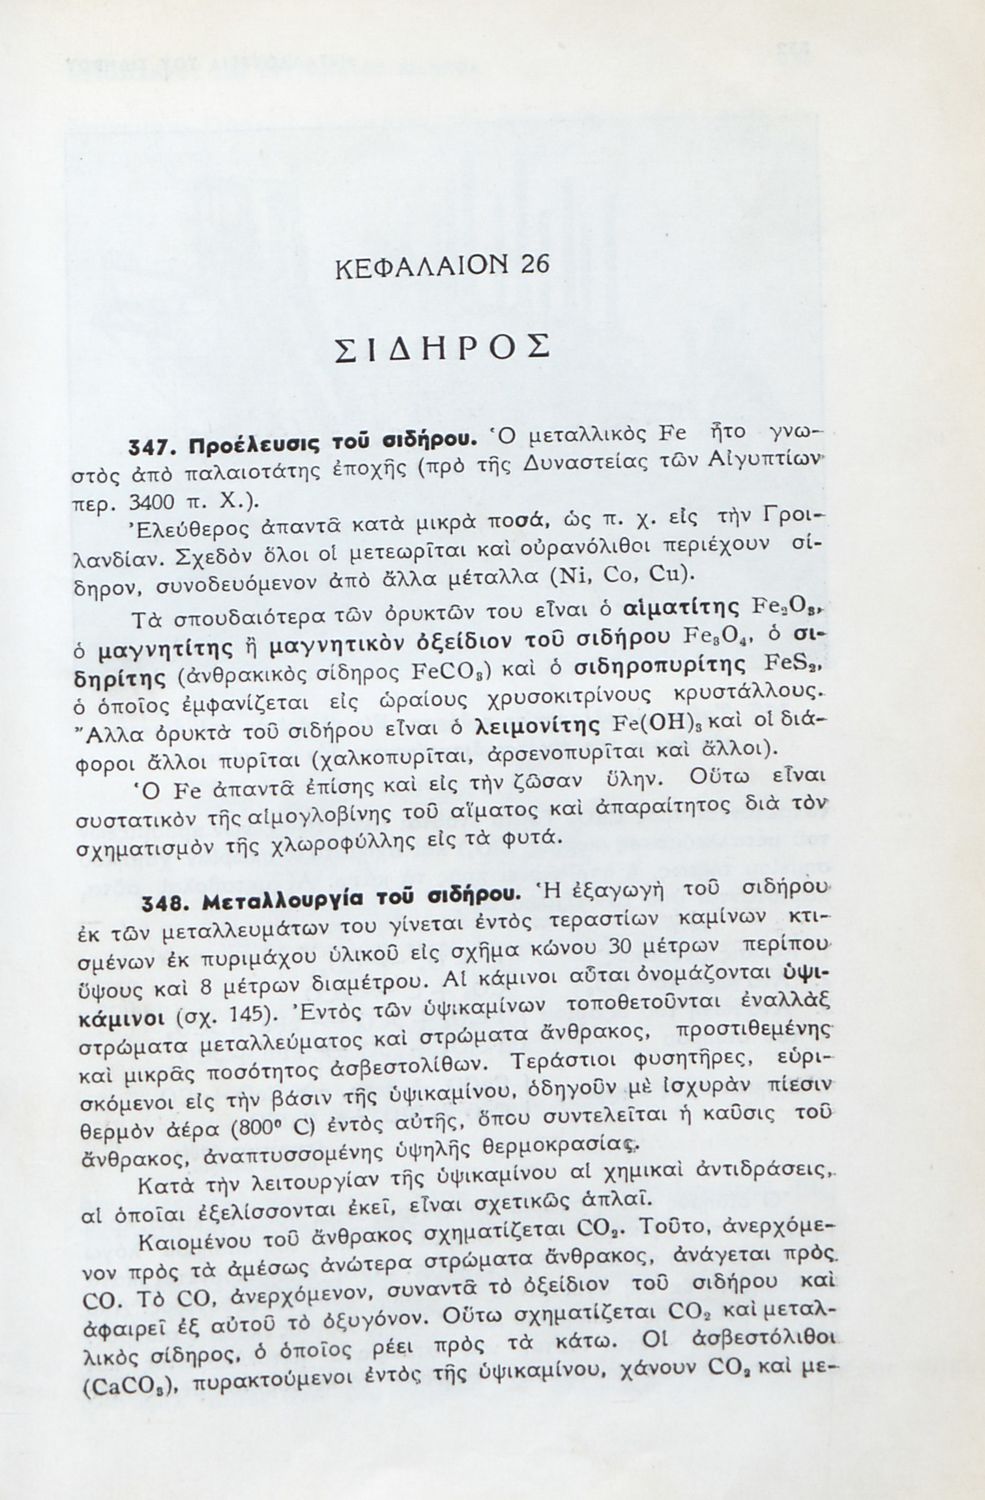 ΚΕΦΑΛΑΙΟΝ 26
ΣΙΔΗΡΟΣ
347. Προέλευσις τοῦ σιδήρου. Ὁ μεταλλικὸς Fe ἦτο γνω-
στὸς ἀπὸ παλαιοτάτης ἐποχῆς (πρὸ τῆς Δυναστείας τῶν Αἰγυπτίων
περ. 3400 π. Χ.).
Ἐλεύθερος ἀπαντᾶ κατὰ μικρὰ ποσά, ὡς π. χ. εἰς τὴν Γροι-
λανδίαν. Σχεδὸν ὅλοι οἱ μετεωρῖται καὶ οὐρανόλιθοι περιέχουν σί-
δηρον, συνοδευόμενον ἀπὸ ἄλλα μέταλλα (Ni, Co, Cu).
Τὰ σπουδαιότερα τῶν ὀρυκτῶν του εἶναι ὁ αἱματίτης Fe₂O₃,
ὁ μαγνητίτης ἢ μαγνητικὸν ὀξείδιον τοῦ σιδήρου Fe₃O₄, ὁ σι-
δηρίτης (ἀνθρακικὸς σίδηρος FeCO₃) καὶ ὁ σιδηροπυρίτης FeS₂,
ὁ ὁποῖος ἐμφανίζεται εἰς ὡραίους χρυσοκιτρίνους κρυστάλλους.
Ἄλλα ὀρυκτὰ τοῦ σιδήρου εἶναι ὁ λειμονίτης Fe(OH)₃ καὶ οἱ διά-
φοροι ἄλλοι πυρῖται (χαλκοπυρῖται, ἀρσενοπυρῖται καὶ ἄλλοι).
Ὁ Fe ἀπαντᾶ ἐπίσης καὶ εἰς τὴν ζῶσαν ὕλην. Οὕτω εἶναι
συστατικὸν τῆς αἱμογλοβίνης τοῦ αἵματος καὶ ἀπαραίτητος διὰ τὸν
σχηματισμὸν τῆς χλωροφύλλης εἰς τὰ φυτά.
348. Μεταλλουργία τοῦ σιδήρου. Ἡ ἐξαγωγὴ τοῦ σιδήρου
ἐκ τῶν μεταλλευμάτων του γίνεται ἐντὸς τεραστίων καμίνων κτι-
σμένων ἐκ πυριμάχου ὑλικοῦ εἰς σχῆμα κώνου 30 μέτρων περίπου
ὕψους καὶ 8 μέτρων διαμέτρου. Αἱ κάμινοι αὗται ὀνομάζονται ὑψι-
κάμινοι (σχ. 145). Ἐντὸς τῶν ὑψικαμίνων τοποθετοῦνται ἐναλλὰξ
στρώματα μεταλλεύματος καὶ στρώματα ἄνθρακος, προστιθεμένης
καὶ μικρᾶς ποσότητος ἀσβεστολίθων. Τεράστιοι φυσητῆρες, εὑρι-
σκόμενοι εἰς τὴν βάσιν τῆς ὑψικαμίνου, ὁδηγοῦν μὲ ἰσχυρὰν πίεσιν
θερμὸν ἀέρα (800° C) ἐντὸς αὐτῆς, ὅπου συντελεῖται ἡ καῦσις τοῦ
ἄνθρακος, ἀναπτυσσομένης ὑψηλῆς θερμοκρασίας.
Κατὰ τὴν λειτουργίαν τῆς ὑψικαμίνου αἱ χημικαὶ ἀντιδράσεις,
αἱ ὁποῖαι ἐξελίσσονται ἐκεῖ, εἶναι σχετικῶς ἁπλαῖ.
Καιομένου τοῦ ἄνθρακος σχηματίζεται CO₂. Τοῦτο, ἀνερχόμε-
νον πρὸς τὰ ἀμέσως ἀνώτερα στρώματα ἄνθρακος, ἀνάγεται πρὸς
CO. Τὸ CO, ἀνερχόμενον, συναντᾶ τὸ ὀξείδιον τοῦ σιδήρου καὶ
ἀφαιρεῖ ἐξ αὐτοῦ τὸ ὀξυγόνον. Οὕτω σχηματίζεται CO₂ καὶ μεταλ-
λικὸς σίδηρος, ὁ ὁποῖος ρέει πρὸς τὰ κάτω. Οἱ ἀσβεστόλιθοι
(CaCO₃), πυρακτούμενοι ἐντὸς τῆς ὑψικαμίνου, χάνουν CO₂ καὶ με-